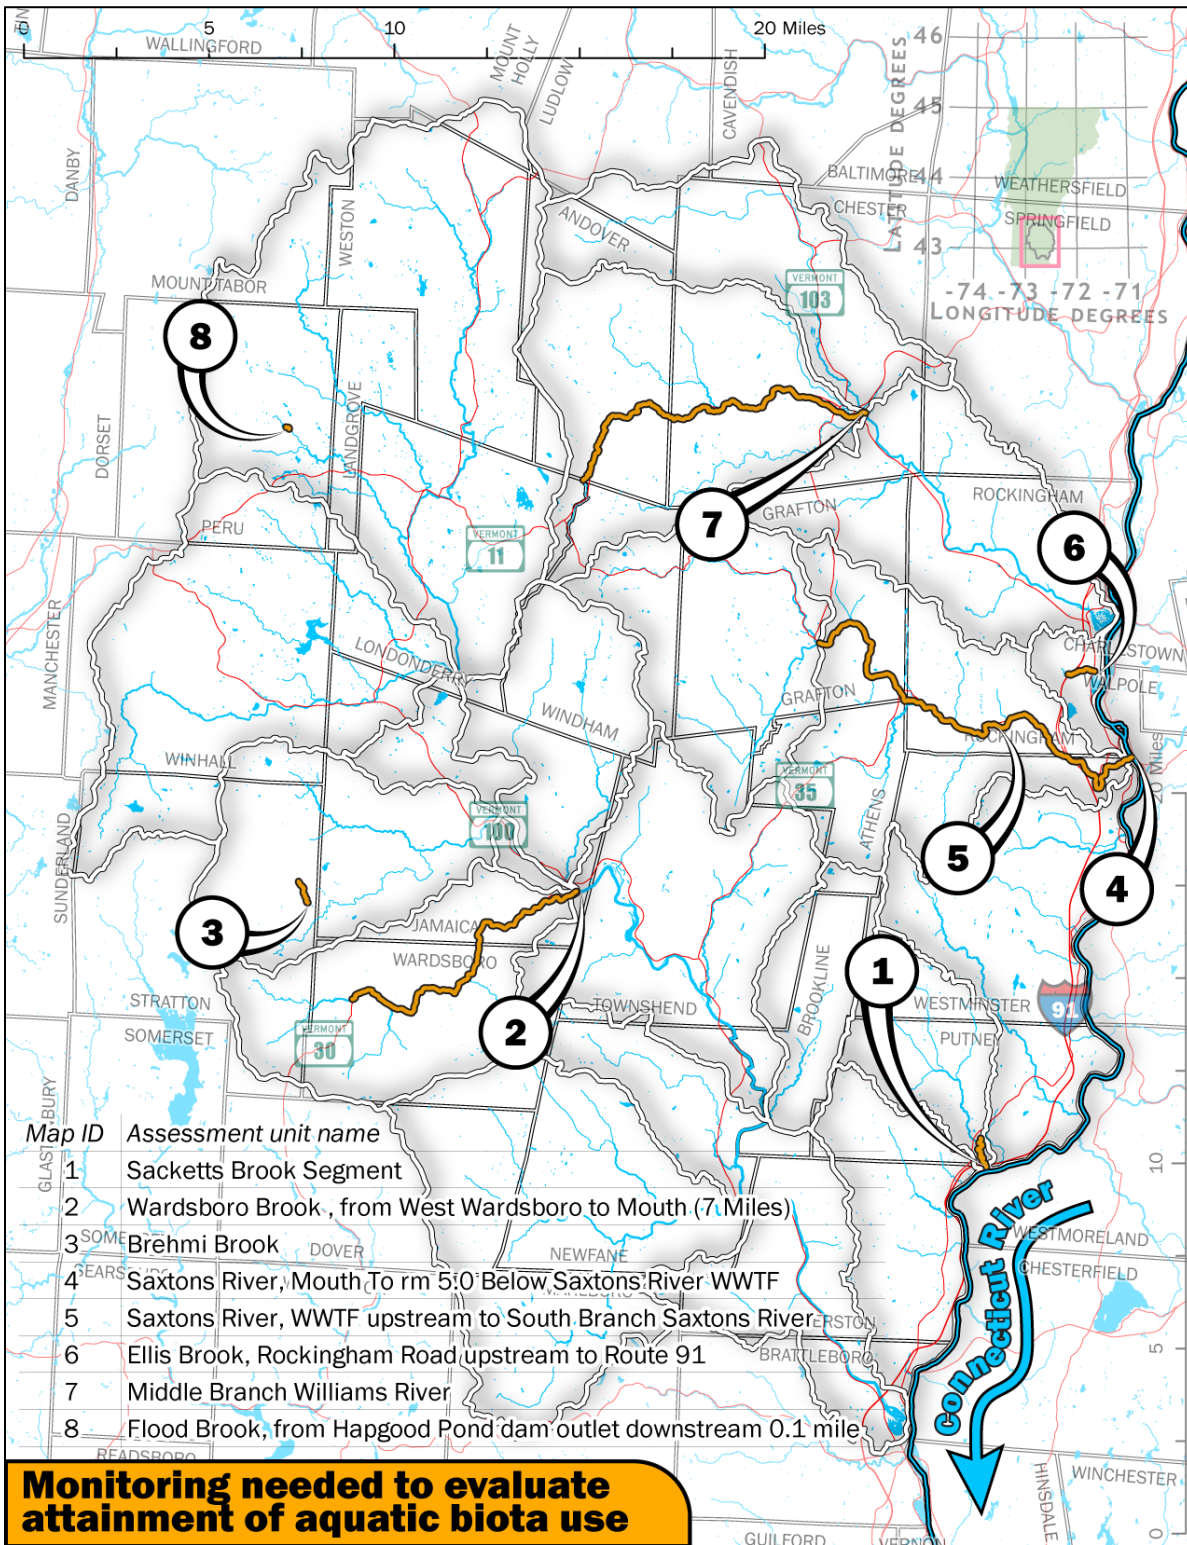 0 5 10 20 Miles
WALLINGFORD
TIN
MOUNT HOLLY
LUDLOW
CAVENDISH
DANBY
WESTON
ANDOVER
BALTIMORE
CHESTER
WEATHERSFIELD
SPRINGFIELD
46
45
44
43
LATITUDE DEGREES
-74 -73 -72 -71
LONGITUDE DEGREES
MOUNT TABOR
VERMONT
103
8
DORSET
LANDGROVE
PERU
VERMONT
11
7
GRAFTON
ROCKINGHAM
6
MANCHESTER
LONDONDERRY
WINDHAM
GRAFTON
CHARLESTOWN
WALPOLE
ROCKINGHAM
WINHALL
VERMONT
100
VERMONT
35
ATHENS
20 Miles
SUNDERLAND
5
4
3
JAMAICA
WARDSBORO
1
BROOKLINE
STRATTON
SOMERSET
VERMONT
30
2
TOWNSHEND
WESTMINSTER
91
PUTNEY
GLASTENBURY
Map ID Assessment unit name
1 Sacketts Brook Segment
2 Wardsboro Brook , from West Wardsboro to Mouth (7 Miles)
3 Brehmi Brook
4 Saxtons River, Mouth To rm 5.0 Below Saxtons River WWTF
5 Saxtons River, WWTF upstream to South Branch Saxtons River
6 Ellis Brook, Rockingham Road upstream to Route 91
7 Middle Branch Williams River
8 Flood Brook, from Hapgood Pond dam outlet downstream 0.1 mile
DOVER
NEWFANE
BRATTLEBORO
READSBORO
10
5
0
Connecticut River
WESTMORELAND
CHESTERFIELD
HINSDALE
WINCHESTER
GUILFORD
VERNON
Monitoring needed to evaluate
attainment of aquatic biota use